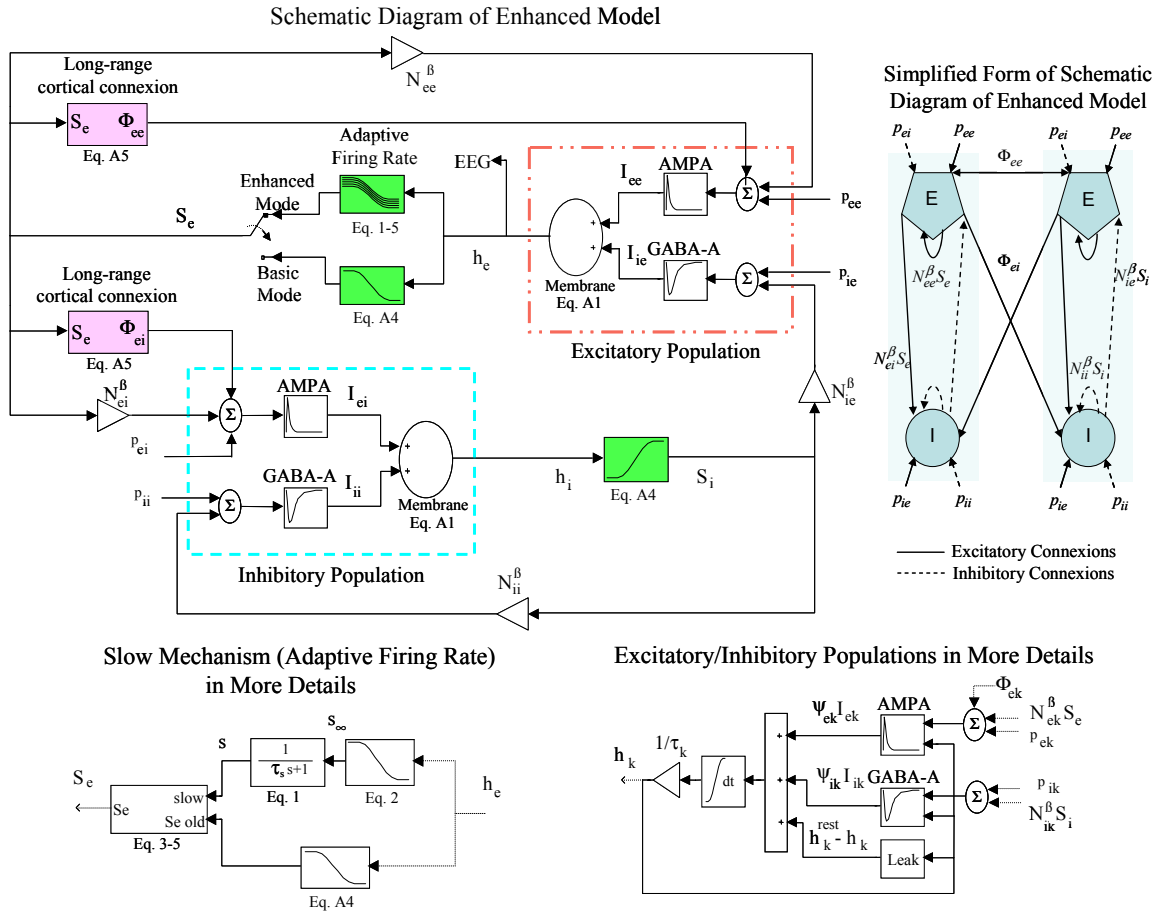 Schematic Diagram of Enhanced Model
N_ee^β
Long-range
cortical connexion
S_e Φ_ee
Eq. A5
Adaptive
Firing Rate
Enhanced
Mode
Eq. 1-5
S_e
Basic
Mode
Eq. A4
EEG
h_e
I_ee
AMPA
Σ
p_ee
+
+
I_ie
GABA-A
Σ
p_ie
Membrane
Eq. A1
Excitatory Population
Long-range
cortical connexion
S_e Φ_ei
Eq. A5
N_ei^β
p_ei
Σ
AMPA
I_ei
+
+
p_ii
Σ
GABA-A
I_ii
Membrane
Eq. A1
Inhibitory Population
h_i
Eq. A4
S_i
N_ie^β
N_ii^β
Simplified Form of Schematic
Diagram of Enhanced Model
p_ei p_ee p_ei p_ee
Φ_ee
E E
N_ee^β S_e
Φ_ei
N_ie^β S_i
N_ei^β S_e
N_ii^β S_i
I I
p_ie p_ii p_ie p_ii
Excitatory Connexions
Inhibitory Connexions
Slow Mechanism (Adaptive Firing Rate)
in More Details
s_∞
s
1
τ_s s+1
Eq. 1
Eq. 2
S_e
h_e
slow
Se
Se old
Eq. 3-5
Eq. A4
Excitatory/Inhibitory Populations in More Details
Φ_ek
AMPA
ψ_ek I_ek
Σ
N_ek^β S_e
p_ek
h_k
1/τ_k
dt
+
+
+
ψ_ik I_ik
GABA-A
Σ
p_ik
N_ik^β S_i
h_k^rest - h_k
Leak